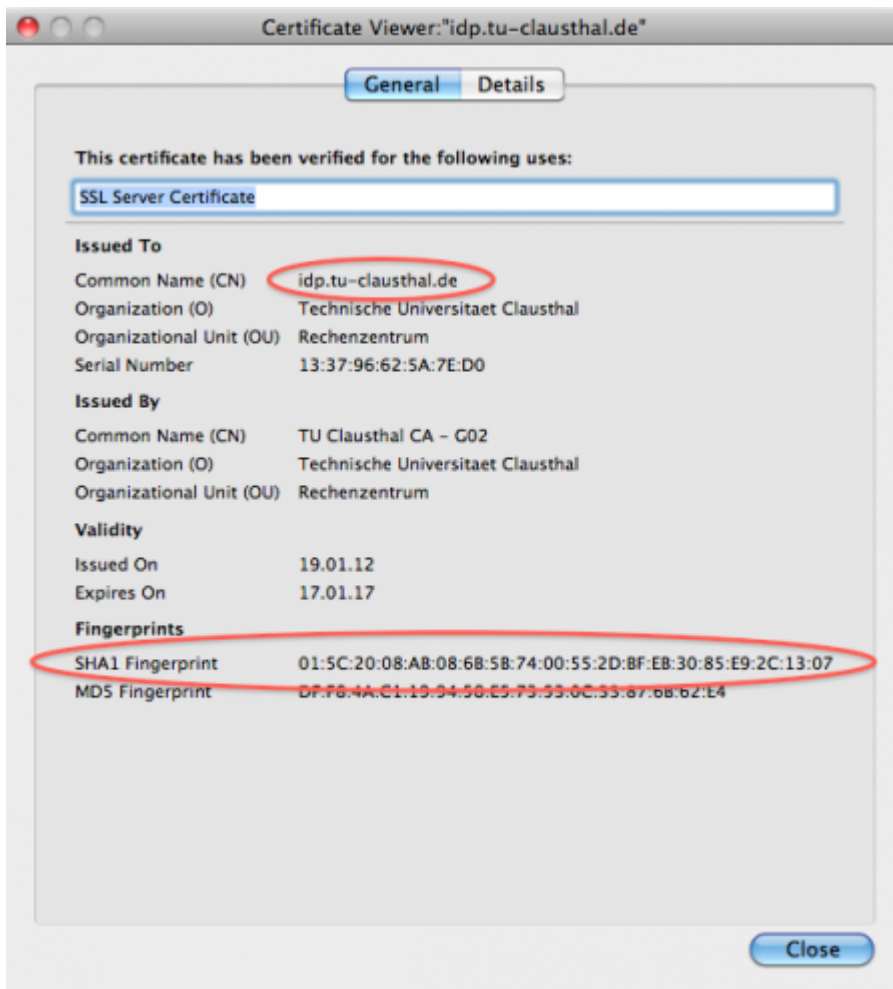 Certificate Viewer:"idp.tu-clausthal.de"
General Details
This certificate has been verified for the following uses:
SSL Server Certificate
Issued To
Common Name (CN) idp.tu-clausthal.de
Organization (O) Technische Universitaet Clausthal
Organizational Unit (OU) Rechenzentrum
Serial Number 13:37:96:62:5A:7E:D0
Issued By
Common Name (CN) TU Clausthal CA - G02
Organization (O) Technische Universitaet Clausthal
Organizational Unit (OU) Rechenzentrum
Validity
Issued On 19.01.12
Expires On 17.01.17
Fingerprints
SHA1 Fingerprint 01:5C:20:08:AB:08:6B:5B:74:00:55:2D:BF:EB:30:85:E9:2C:13:07
MD5 Fingerprint
Close